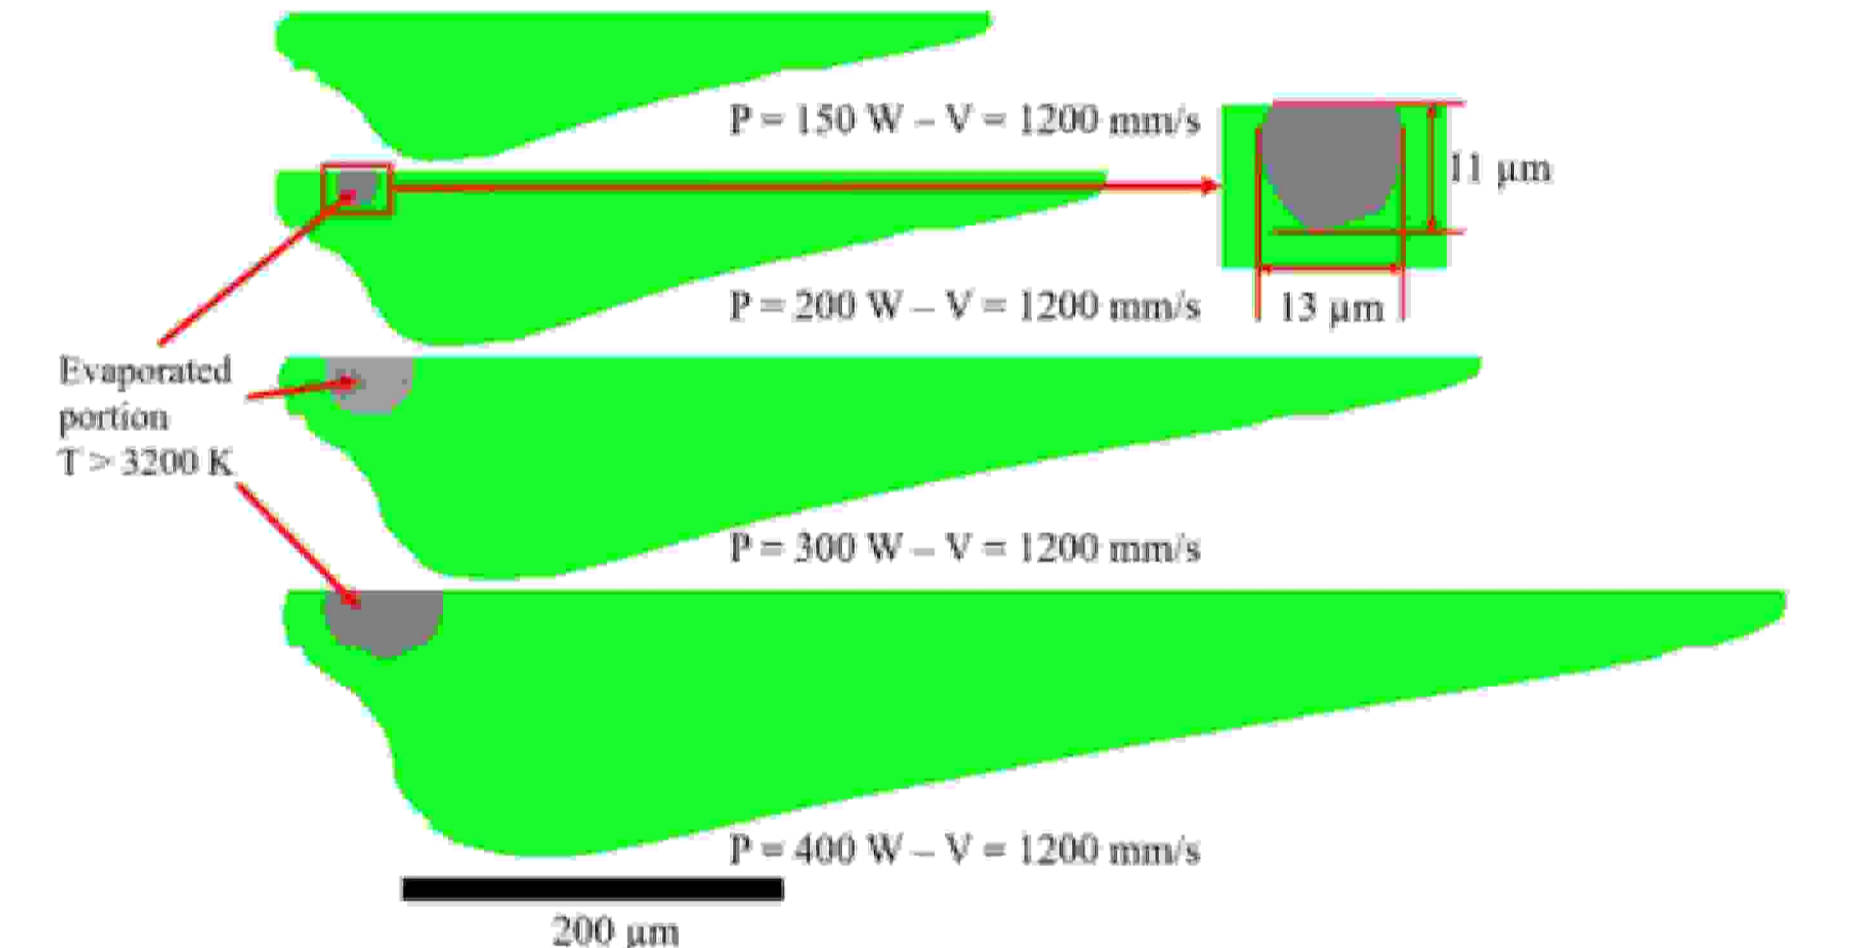 P = 150 W – V = 1200 mm/s
11 µm
P = 200 W – V = 1200 mm/s
13 µm
Evaporated
portion
T > 3200 K
P = 300 W – V = 1200 mm/s
P = 400 W – V = 1200 mm/s
200 µm